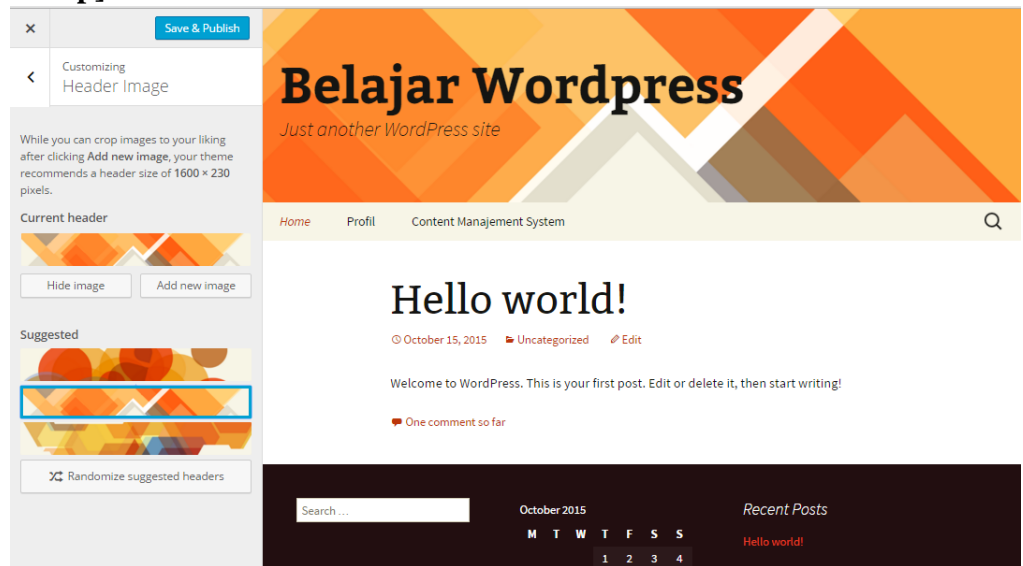 Save & Publish
Customizing
Header Image
While you can crop images to your liking
after clicking Add new image, your theme
recommends a header size of 1600 × 230
pixels.
Current header
Hide image
Add new image
Suggested
Randomize suggested headers
Belajar Wordpress
Just another WordPress site
Home Profil Content Manajement System
Hello world!
October 15, 2015 Uncategorized Edit
Welcome to WordPress. This is your first post. Edit or delete it, then start writing!
One comment so far
Search ...
October 2015
M T W T F S S
1 2 3 4
Recent Posts
Hello world!